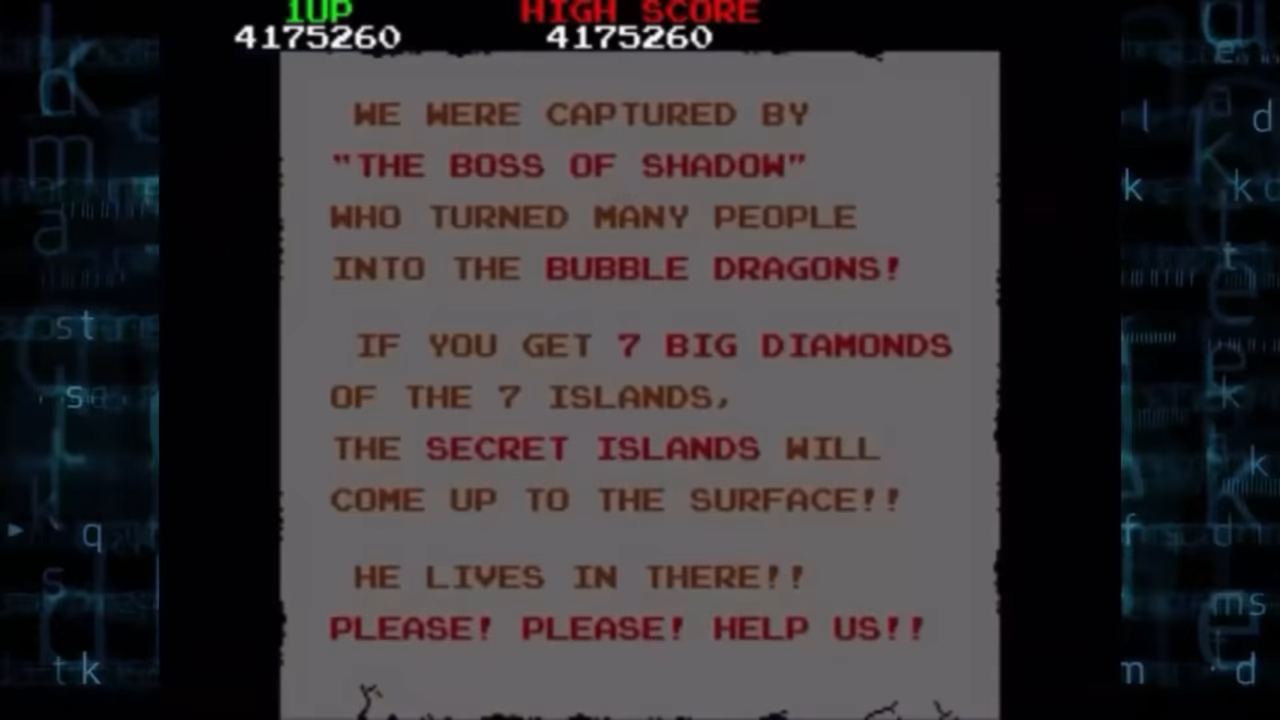 1UP HIGH SCORE
4175260 4175260
WE WERE CAPTURED BY
"THE BOSS OF SHADOW"
WHO TURNED MANY PEOPLE
INTO THE BUBBLE DRAGONS!
IF YOU GET 7 BIG DIAMONDS
OF THE 7 ISLANDS,
THE SECRET ISLANDS WILL
COME UP TO THE SURFACE!!
HE LIVES IN THERE!!
PLEASE! PLEASE! HELP US!!